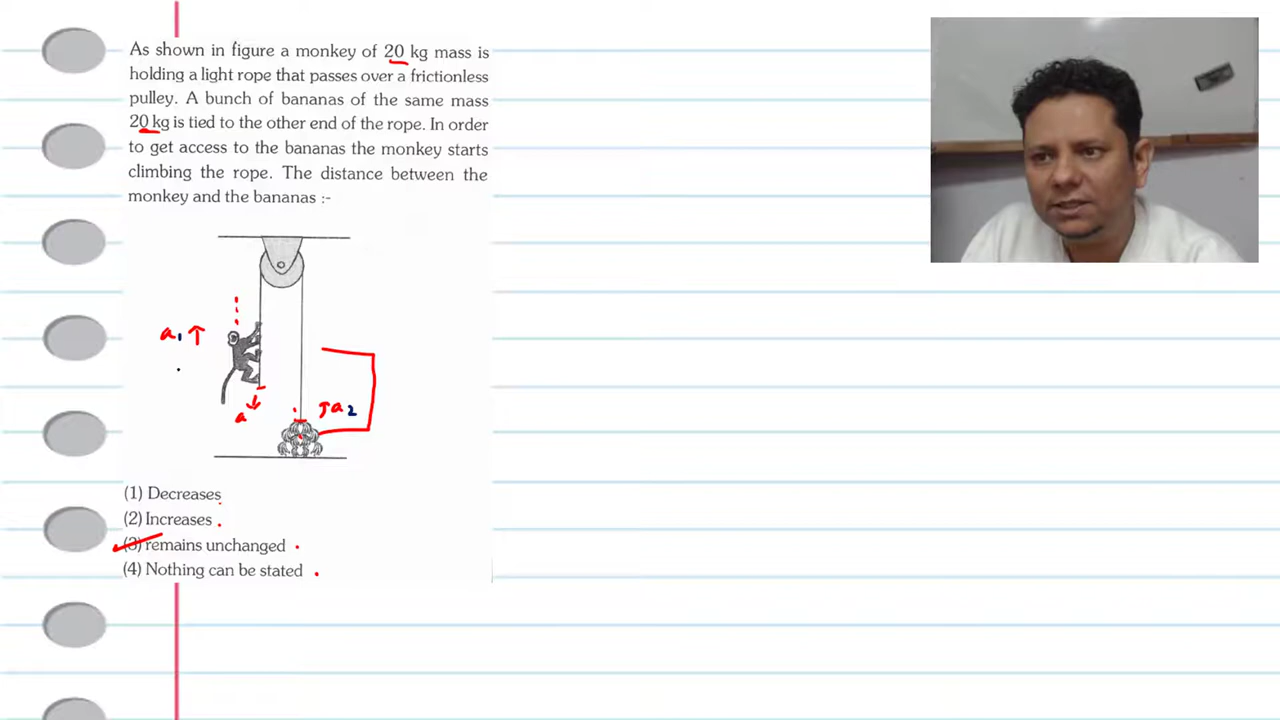 As shown in figure a monkey of 20 kg mass is
holding a light rope that passes over a frictionless
pulley. A bunch of bananas of the same mass
20 kg is tied to the other end of the rope. In order
to get access to the bananas the monkey starts
climbing the rope. The distance between the
monkey and the bananas :-
a1 ↑
a
↑a2
(1) Decreases
(2) Increases
(3) remains unchanged
(4) Nothing can be stated